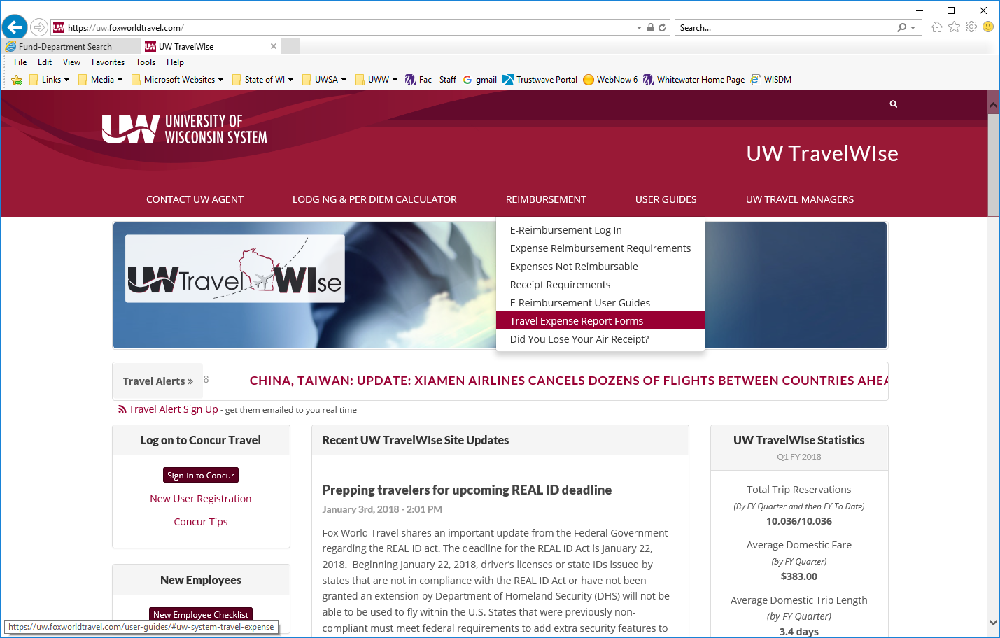 https://uw.foxworldtravel.com/
Search...
Fund-Department Search
UW TravelWIse
File Edit View Favorites Tools Help
Links Media Microsoft Websites State of WI UWSA UWW Fac - Staff gmail Trustwave Portal WebNow 6 Whitewater Home Page WISDM
UW UNIVERSITY OF
WISCONSIN SYSTEM
UW TravelWIse
CONTACT UW AGENT LODGING & PER DIEM CALCULATOR REIMBURSEMENT USER GUIDES UW TRAVEL MANAGERS
E-Reimbursement Log In
Expense Reimbursement Requirements
Expenses Not Reimbursable
Receipt Requirements
E-Reimbursement User Guides
Travel Expense Report Forms
Did You Lose Your Air Receipt?
UW Travel WIse
Travel Alerts » 8 CHINA, TAIWAN: UPDATE: XIAMEN AIRLINES CANCELS DOZENS OF FLIGHTS BETWEEN COUNTRIES AHEA
Travel Alert Sign Up - get them emailed to you real time
Log on to Concur Travel
Sign-in to Concur
New User Registration
Concur Tips
New Employees
New Employee Checklist
Recent UW TravelWIse Site Updates
Prepping travelers for upcoming REAL ID deadline
January 3rd, 2018 - 2:01 PM
Fox World Travel shares an important update from the Federal Government
regarding the REAL ID act. The deadline for the REAL ID Act is January 22,
2018. Beginning January 22, 2018, driver's licenses or state IDs issued by
states that are not in compliance with the REAL ID Act or have not been
granted an extension by Department of Homeland Security (DHS) will not be
able to be used to fly within the U.S. States that were previously non-
compliant must meet federal requirements to add extra security features to
UW TravelWIse Statistics
Q1 FY 2018
Total Trip Reservations
(By FY Quarter and then FY To Date)
10,036/10,036
Average Domestic Fare
(by FY Quarter)
$383.00
Average Domestic Trip Length
(by FY Quarter)
3.4 days
https://uw.foxworldtravel.com/user-guides/#uw-system-travel-expense